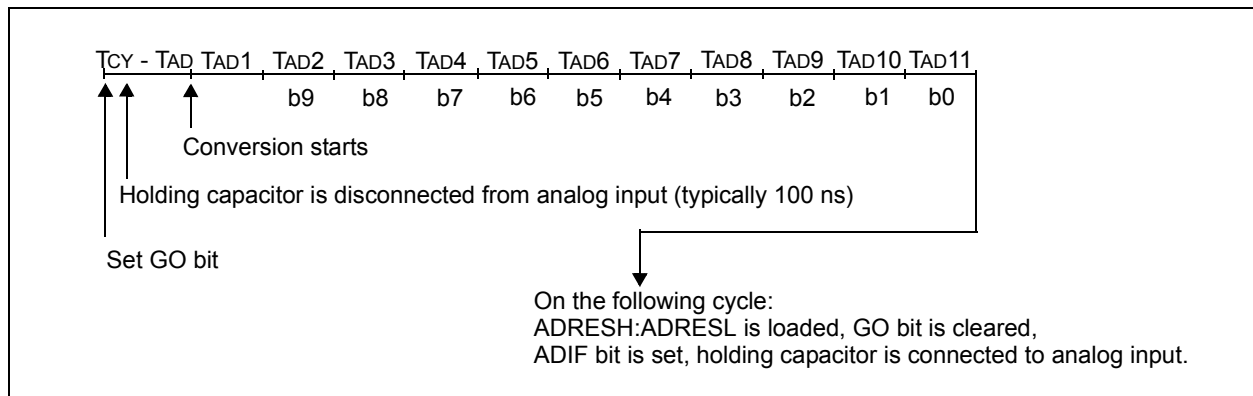 TCY - TAD TAD1 TAD2 TAD3 TAD4 TAD5 TAD6 TAD7 TAD8 TAD9 TAD10 TAD11
b9 b8 b7 b6 b5 b4 b3 b2 b1 b0
Conversion starts
Holding capacitor is disconnected from analog input (typically 100 ns)
Set GO bit
On the following cycle:
ADRESH:ADRESL is loaded, GO bit is cleared,
ADIF bit is set, holding capacitor is connected to analog input.